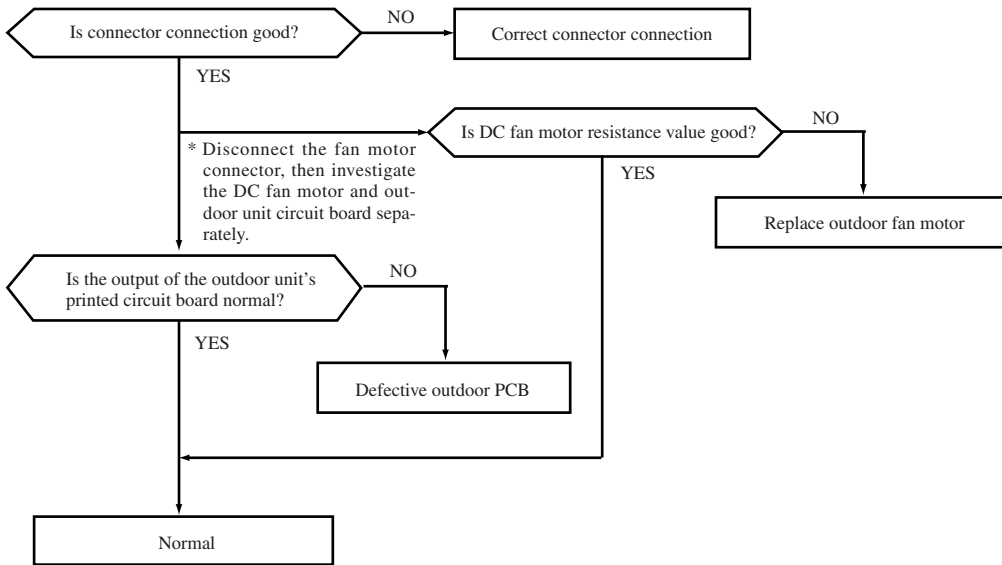 Is connector connection good?
NO
Correct connector connection
YES
Is DC fan motor resistance value good?
NO
* Disconnect the fan motor
connector, then investigate
the DC fan motor and out-
door unit circuit board sepa-
rately.
YES
Replace outdoor fan motor
Is the output of the outdoor unit's
printed circuit board normal?
NO
YES
Defective outdoor PCB
Normal